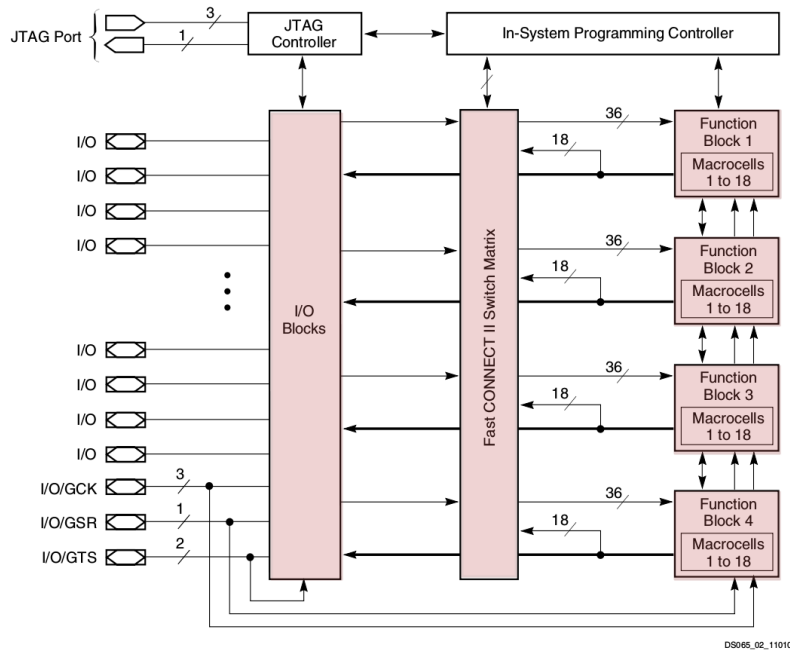 JTAG Port
3
1
JTAG
Controller
In-System Programming Controller
I/O
I/O
I/O
I/O
I/O
I/O
I/O
I/O
I/O/GCK
3
I/O/GSR
1
I/O/GTS
2
I/O
Blocks
Fast CONNECT II Switch Matrix
36
18
Function
Block 1
Macrocells
1 to 18
36
18
Function
Block 2
Macrocells
1 to 18
36
18
Function
Block 3
Macrocells
1 to 18
36
18
Function
Block 4
Macrocells
1 to 18